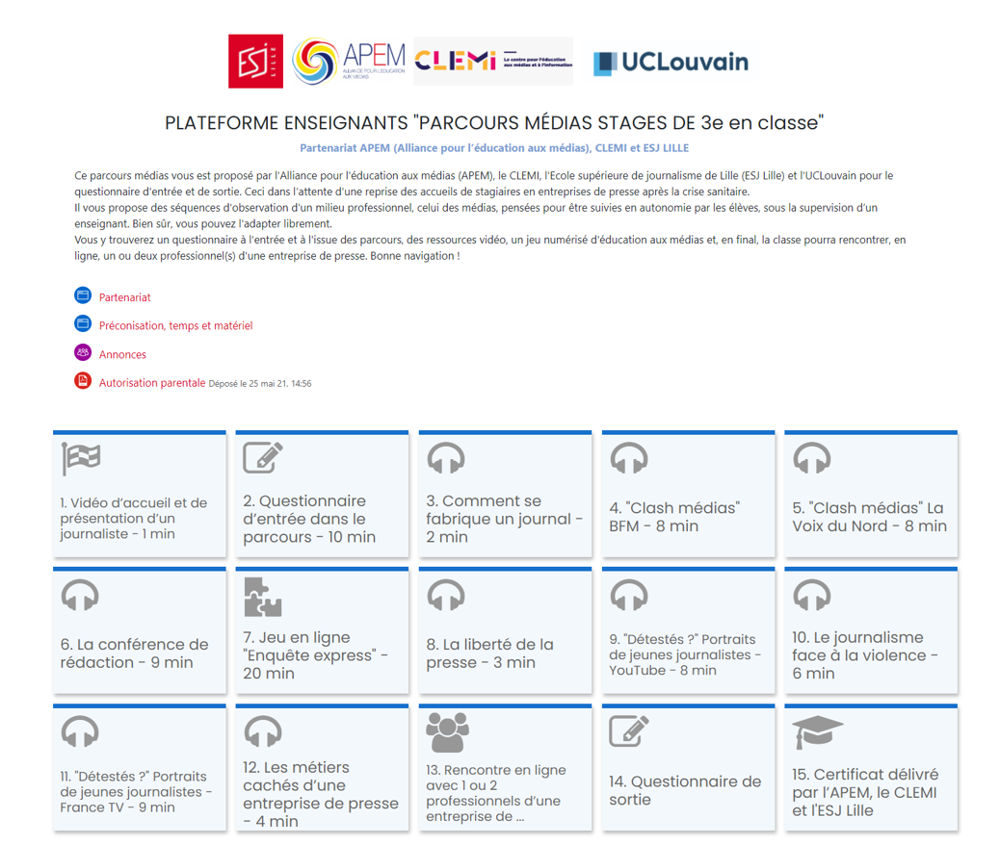 ESJ LILLE
APEM
ALLIANCE POUR L'ÉDUCATION
AUX MÉDIAS
CLEMI
Le centre pour l'éducation
aux médias et à l'information
UCLouvain
PLATEFORME ENSEIGNANTS "PARCOURS MÉDIAS STAGES DE 3e en classe"
Partenariat APEM (Alliance pour l'éducation aux médias), CLEMI et ESJ LILLE
Ce parcours médias vous est proposé par l'Alliance pour l'éducation aux médias (APEM), le CLEMI, l'Ecole supérieure de journalisme de Lille (ESJ Lille) et l'UCLouvain pour le
questionnaire d'entrée et de sortie. Ceci dans l'attente d'une reprise des accueils de stagiaires en entreprises de presse après la crise sanitaire.
Il vous propose des séquences d'observation d'un milieu professionnel, celui des médias, pensées pour être suivies en autonomie par les élèves, sous la supervision d'un
enseignant. Bien sûr, vous pouvez l'adapter librement.
Vous y trouverez un questionnaire à l'entrée et à l'issue des parcours, des ressources vidéo, un jeu numérisé d'éducation aux médias et, en final, la classe pourra rencontrer, en
ligne, un ou deux professionnel(s) d'une entreprise de presse. Bonne navigation !
Partenariat
Préconisation, temps et matériel
Annonces
Autorisation parentale Déposé le 25 mai 21, 14:56
1. Vidéo d'accueil et de
présentation d'un
journaliste - 1 min
2. Questionnaire
d'entrée dans le
parcours - 10 min
3. Comment se
fabrique un journal -
2 min
4. "Clash médias"
BFM - 8 min
5. "Clash médias" La
Voix du Nord - 8 min
6. La conférence de
rédaction - 9 min
7. Jeu en ligne
"Enquête express" -
20 min
8. La liberté de la
presse - 3 min
9. "Détestés ?" Portraits
de jeunes journalistes -
YouTube - 8 min
10. Le journalisme
face à la violence -
6 min
11. "Détestés ?" Portraits
de jeunes journalistes -
France TV - 9 min
12. Les métiers
cachés d'une
entreprise de presse
- 4 min
13. Rencontre en ligne
avec 1 ou 2
professionnels d'une
entreprise de ...
14. Questionnaire de
sortie
15. Certificat délivré
par l'APEM, le CLEMI
et l'ESJ Lille